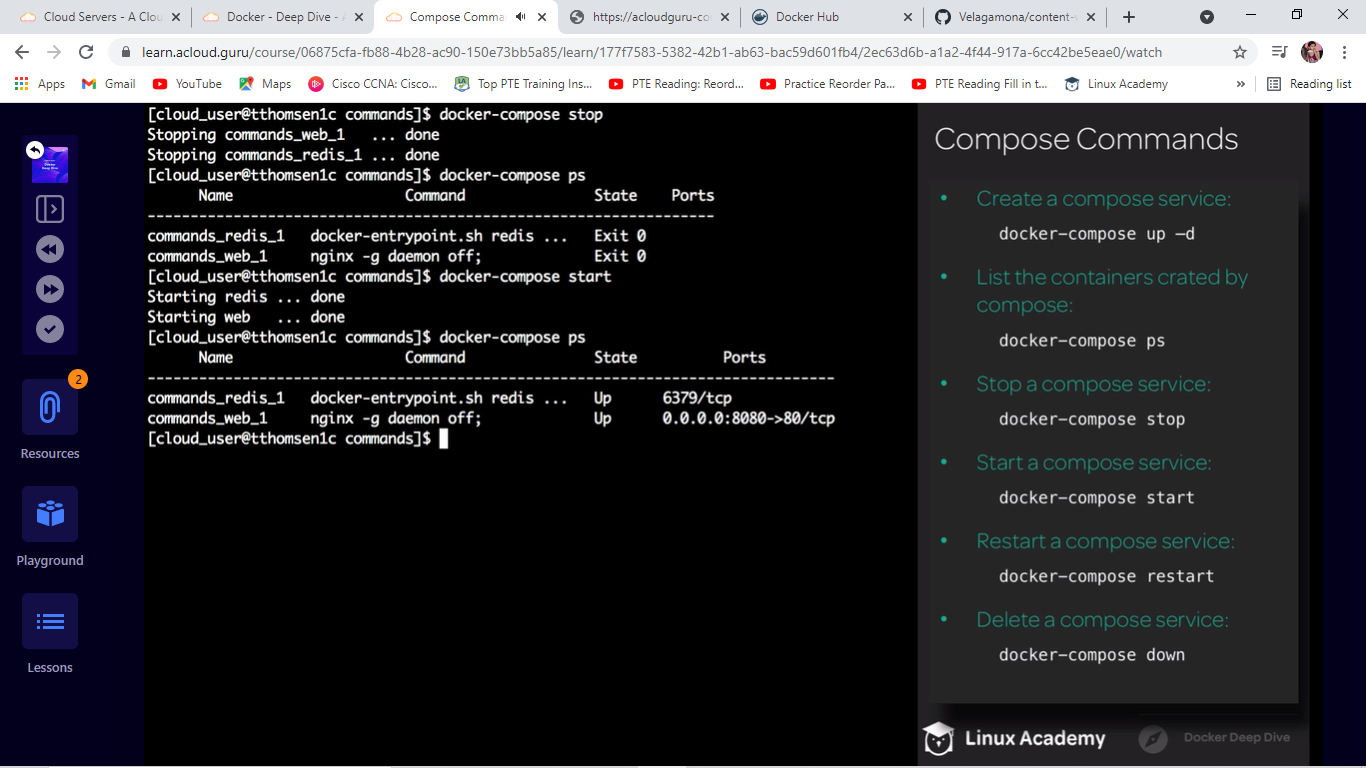 Cloud Servers - A Clou
Docker - Deep Dive - A
Compose Comma
https://acloudguru-co
Docker Hub
Velagamona/content-
learn.acloud.guru/course/06875cfa-fb88-4b28-ac90-150e73bb5a85/learn/177f7583-5382-42b1-ab63-bac59d601fb4/2ec63d6b-a1a2-4f44-917a-6cc42be5eae0/watch
Apps
Gmail
YouTube
Maps
Cisco CCNA: Cisco...
Top PTE Training Ins...
PTE Reading: Reord...
Practice Reorder Pa...
PTE Reading Fill in t...
Linux Academy
»
Reading list
Docker
Deep Dive
2
Resources
Playground
Lessons
[cloud_user@tthomsen1c commands]$ docker-compose stop
Stopping commands_web_1   ... done
Stopping commands_redis_1 ... done
[cloud_user@tthomsen1c commands]$ docker-compose ps
Name Command State Ports
------------------------------------------------------------------
commands_redis_1 docker-entrypoint.sh redis ... Exit 0
commands_web_1 nginx -g daemon off; Exit 0
[cloud_user@tthomsen1c commands]$ docker-compose start
Starting redis ... done
Starting web   ... done
[cloud_user@tthomsen1c commands]$ docker-compose ps
Name Command State Ports
--------------------------------------------------------------------------------
commands_redis_1 docker-entrypoint.sh redis ... Up 6379/tcp
commands_web_1 nginx -g daemon off; Up 0.0.0.0:8080->80/tcp
[cloud_user@tthomsen1c commands]$
Compose Commands
• Create a compose service:
docker-compose up –d
• List the containers crated by
compose:
docker-compose ps
• Stop a compose service:
docker-compose stop
• Start a compose service:
docker-compose start
• Restart a compose service:
docker-compose restart
• Delete a compose service:
docker-compose down
Linux Academy
Docker Deep Dive